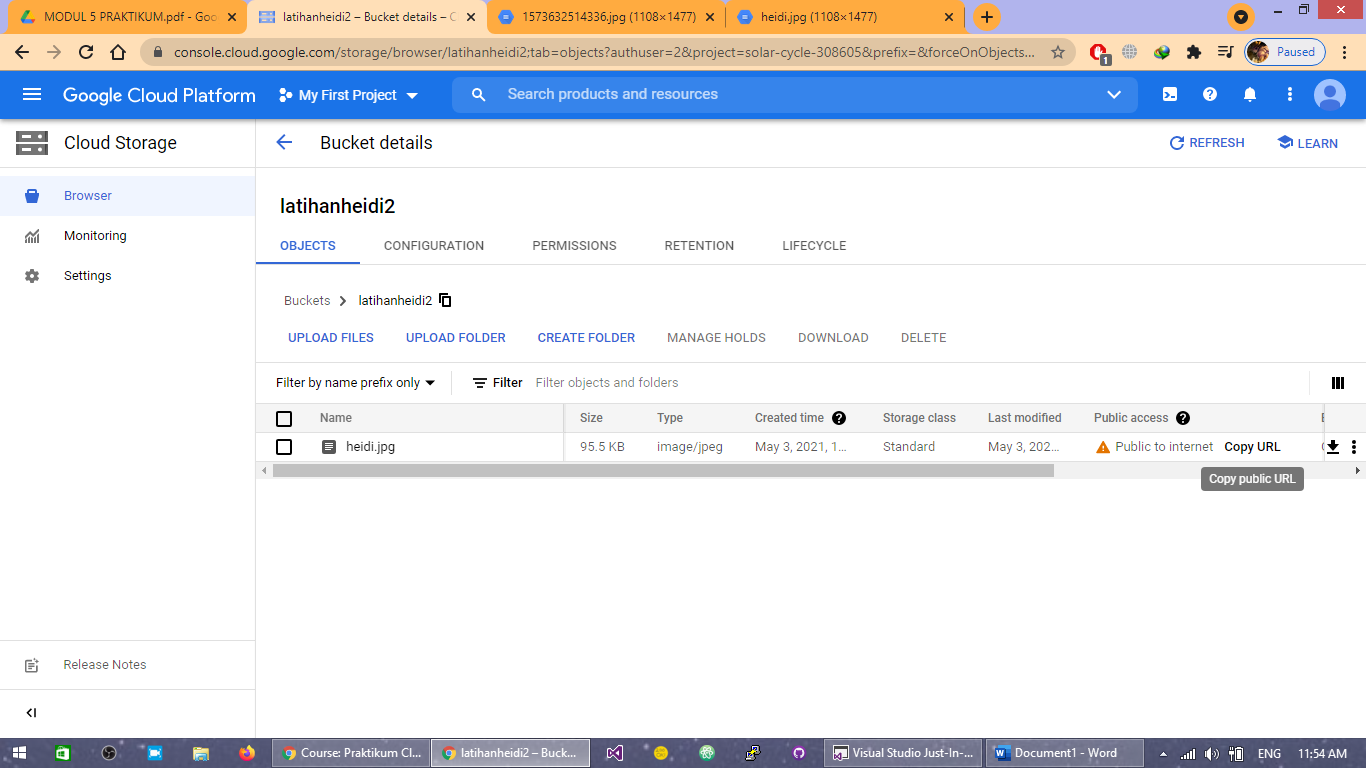 MODUL 5 PRAKTIKUM.pdf - Goo
latihanheidi2 – Bucket details – C
1573632514336.jpg (1108×1477)
heidi.jpg (1108×1477)
console.cloud.google.com/storage/browser/latihanheidi2;tab=objects?authuser=2&project=solar-cycle-308605&prefix=&forceOnObjects...
1
Paused
Google Cloud Platform
My First Project
Search products and resources
Cloud Storage
Bucket details
REFRESH
LEARN
Browser
Monitoring
Settings
latihanheidi2
OBJECTS
CONFIGURATION
PERMISSIONS
RETENTION
LIFECYCLE
Buckets
latihanheidi2
UPLOAD FILES
UPLOAD FOLDER
CREATE FOLDER
MANAGE HOLDS
DOWNLOAD
DELETE
Filter by name prefix only
Filter
Filter objects and folders
Name
Size
Type
Created time
Storage class
Last modified
Public access
heidi.jpg
95.5 KB
image/jpeg
May 3, 2021, 1...
Standard
May 3, 202...
Public to internet
Copy URL
Copy public URL
Release Notes
Course: Praktikum Cl...
latihanheidi2 – Buck...
Visual Studio Just-In-...
Document1 - Word
ENG
11:54 AM